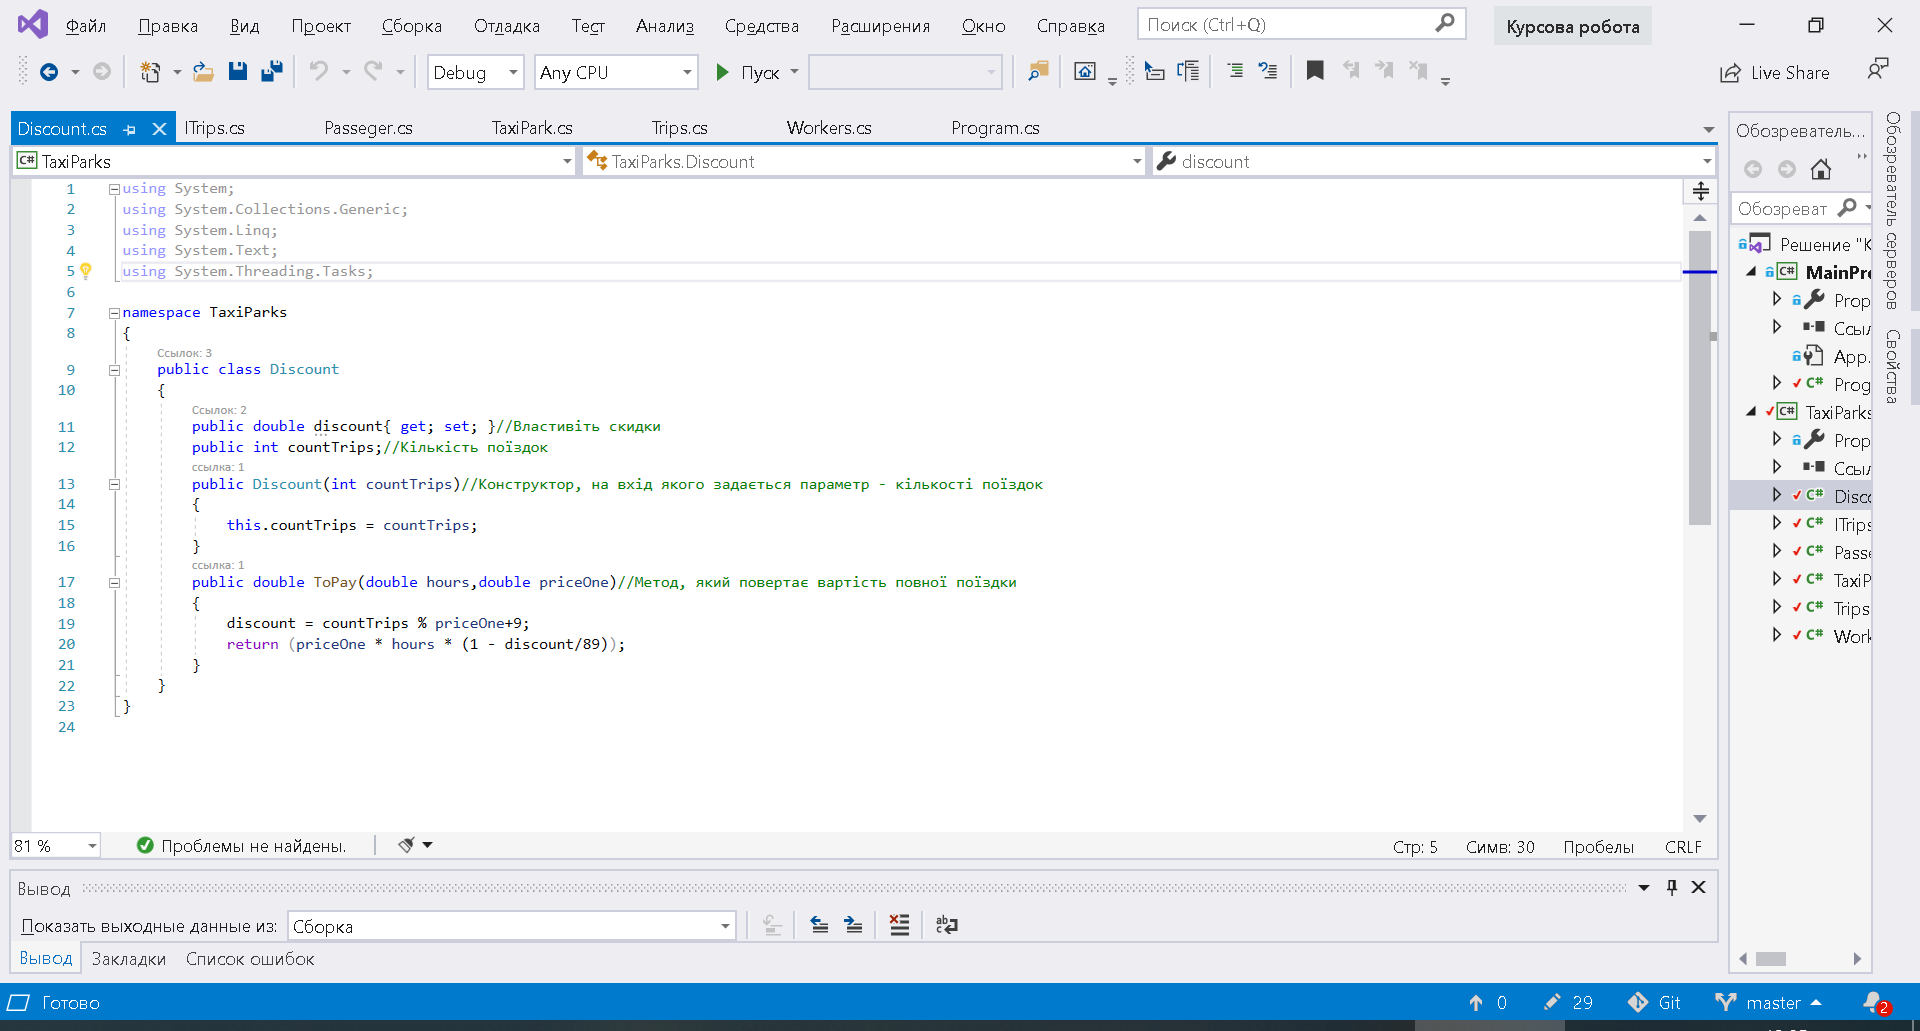 Файл Правка Вид Проект Сборка Отладка Тест Анализ Средства Расширения Окно Справка Поиск (Ctrl+Q) Курсова робота
Debug Any CPU Пуск Live Share
Discount.cs ITrips.cs Passeger.cs TaxiPark.cs Trips.cs Workers.cs Program.cs
TaxiParks TaxiParks.Discount discount
1 using System;
2 using System.Collections.Generic;
3 using System.Linq;
4 using System.Text;
5 using System.Threading.Tasks;
6
7 namespace TaxiParks
8 {
Ссылок: 3
9 public class Discount
10 {
Ссылок: 2
11 public double discount{ get; set; }//Властивіть скидки
12 public int countTrips;//Кількість поїздок
ссылка: 1
13 public Discount(int countTrips)//Конструктор, на вхід якого задається параметр - кількості поїздок
14 {
15 this.countTrips = countTrips;
16 }
ссылка: 1
17 public double ToPay(double hours,double priceOne)//Метод, який повертає вартість повної поїздки
18 {
19 discount = countTrips % priceOne+9;
20 return (priceOne * hours * (1 - discount/89));
21 }
22 }
23 }
24
81 % Проблемы не найдены. Стр: 5 Симв: 30 Пробелы CRLF
Вывод
Показать выходные данные из: Сборка
Вывод Закладки Список ошибок
Обозреватель...
Обозреват
Решение "К
MainPro
Prop
Ссыл
App.
Prog
TaxiParks
Prop
Ссыл
Disco
ITrips
Passe
TaxiP
Trips
Work
Обозреватель серверов
Свойства
Готово 0 29 Git master 2